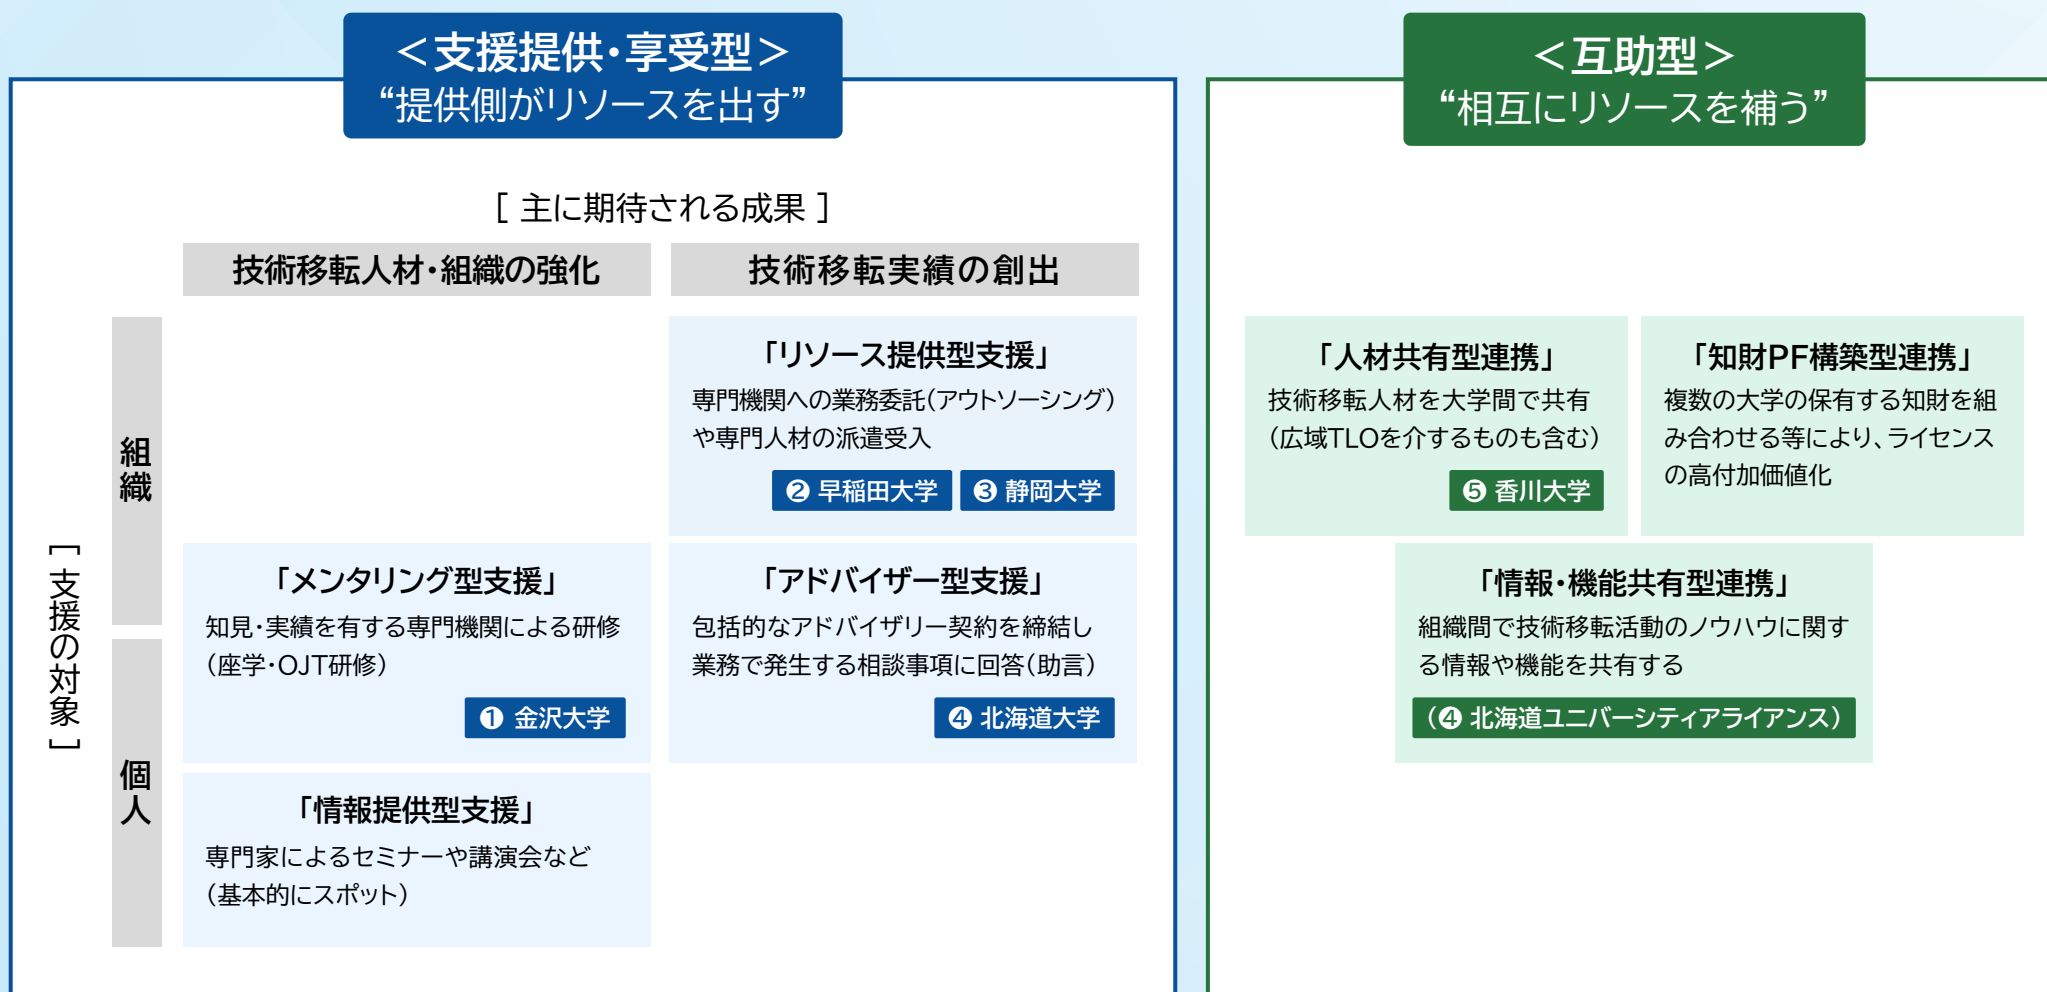 ＜支援提供・享受型＞
“提供側がリソースを出す”
［ 主に期待される成果 ］
技術移転人材・組織の強化
技術移転実績の創出
［支援の対象］
組織
個人
「リソース提供型支援」
専門機関への業務委託（アウトソーシング）
や専門人材の派遣受入
❷ 早稲田大学
❸ 静岡大学
「メンタリング型支援」
知見・実績を有する専門機関による研修
（座学・OJT研修）
❶ 金沢大学
「アドバイザー型支援」
包括的なアドバイザリー契約を締結し
業務で発生する相談事項に回答（助言）
❹ 北海道大学
「情報提供型支援」
専門家によるセミナーや講演会など
（基本的にスポット）
＜互助型＞
“相互にリソースを補う”
「人材共有型連携」
技術移転人材を大学間で共有
（広域TLOを介するものも含む）
❺ 香川大学
「知財PF構築型連携」
複数の大学の保有する知財を組
み合わせる等により、ライセンス
の高付加価値化
「情報・機能共有型連携」
組織間で技術移転活動のノウハウに関す
る情報や機能を共有する
（❹ 北海道ユニバーシティアライアンス）